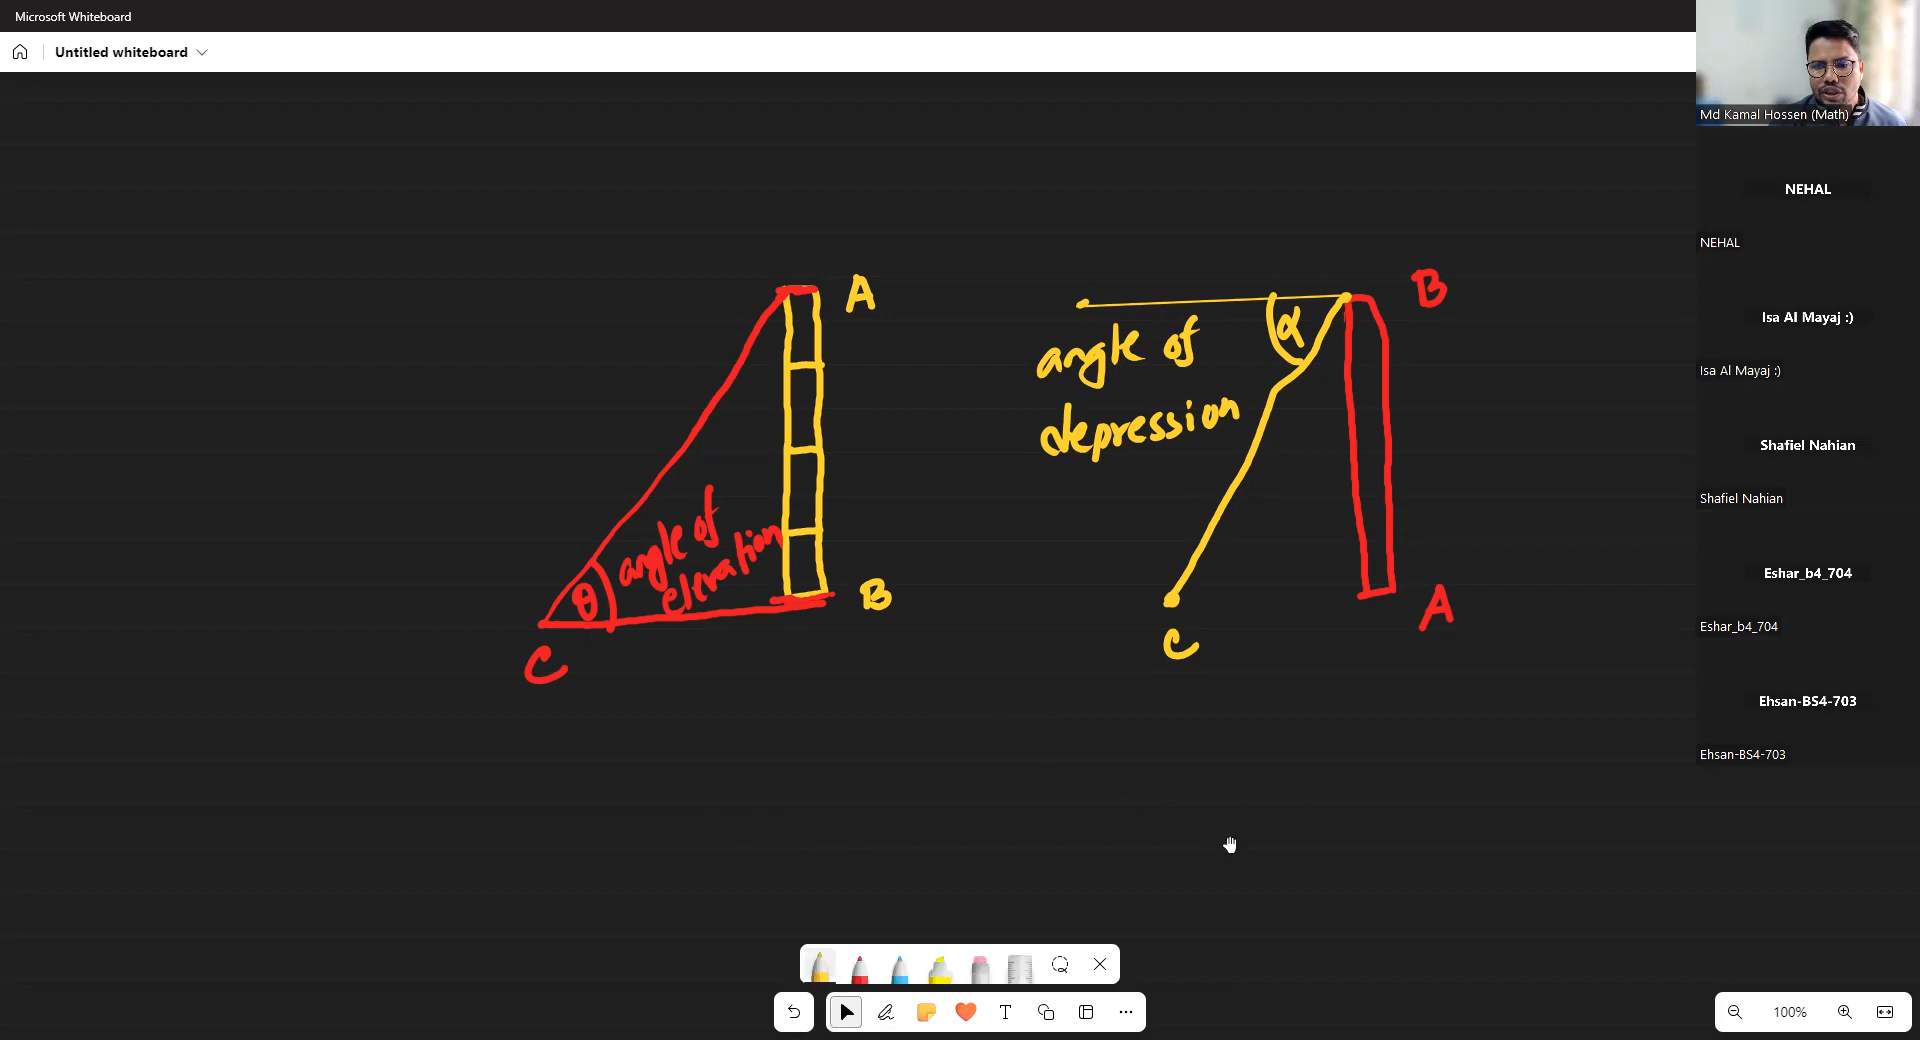 Microsoft Whiteboard
Untitled whiteboard
Md Kamal Hossen (Math)
NEHAL
NEHAL
Isa Al Mayaj :)
Isa Al Mayaj :)
Shafiel Nahian
Shafiel Nahian
Eshar_b4_704
Eshar_b4_704
Ehsan-BS4-703
Ehsan-BS4-703
A
B
C
θ
angle of
elevation
B
α
angle of
depression
A
C
100%